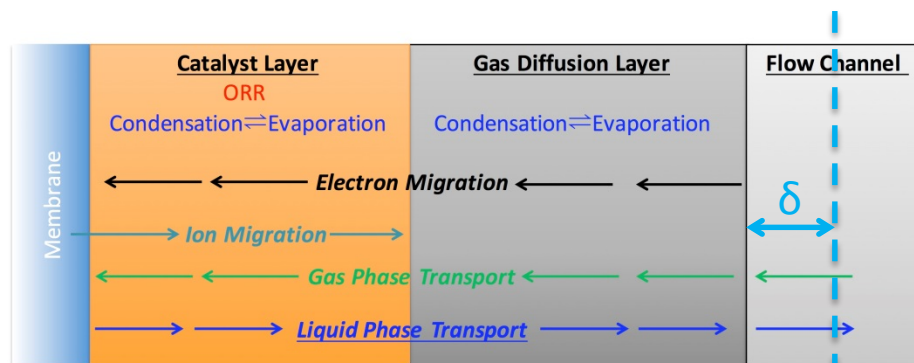 Catalyst Layer
Gas Diffusion Layer
Flow Channel
ORR
Condensation⇌Evaporation
Condensation⇌Evaporation
Membrane
Electron Migration
δ
Ion Migration
Gas Phase Transport
Liquid Phase Transport